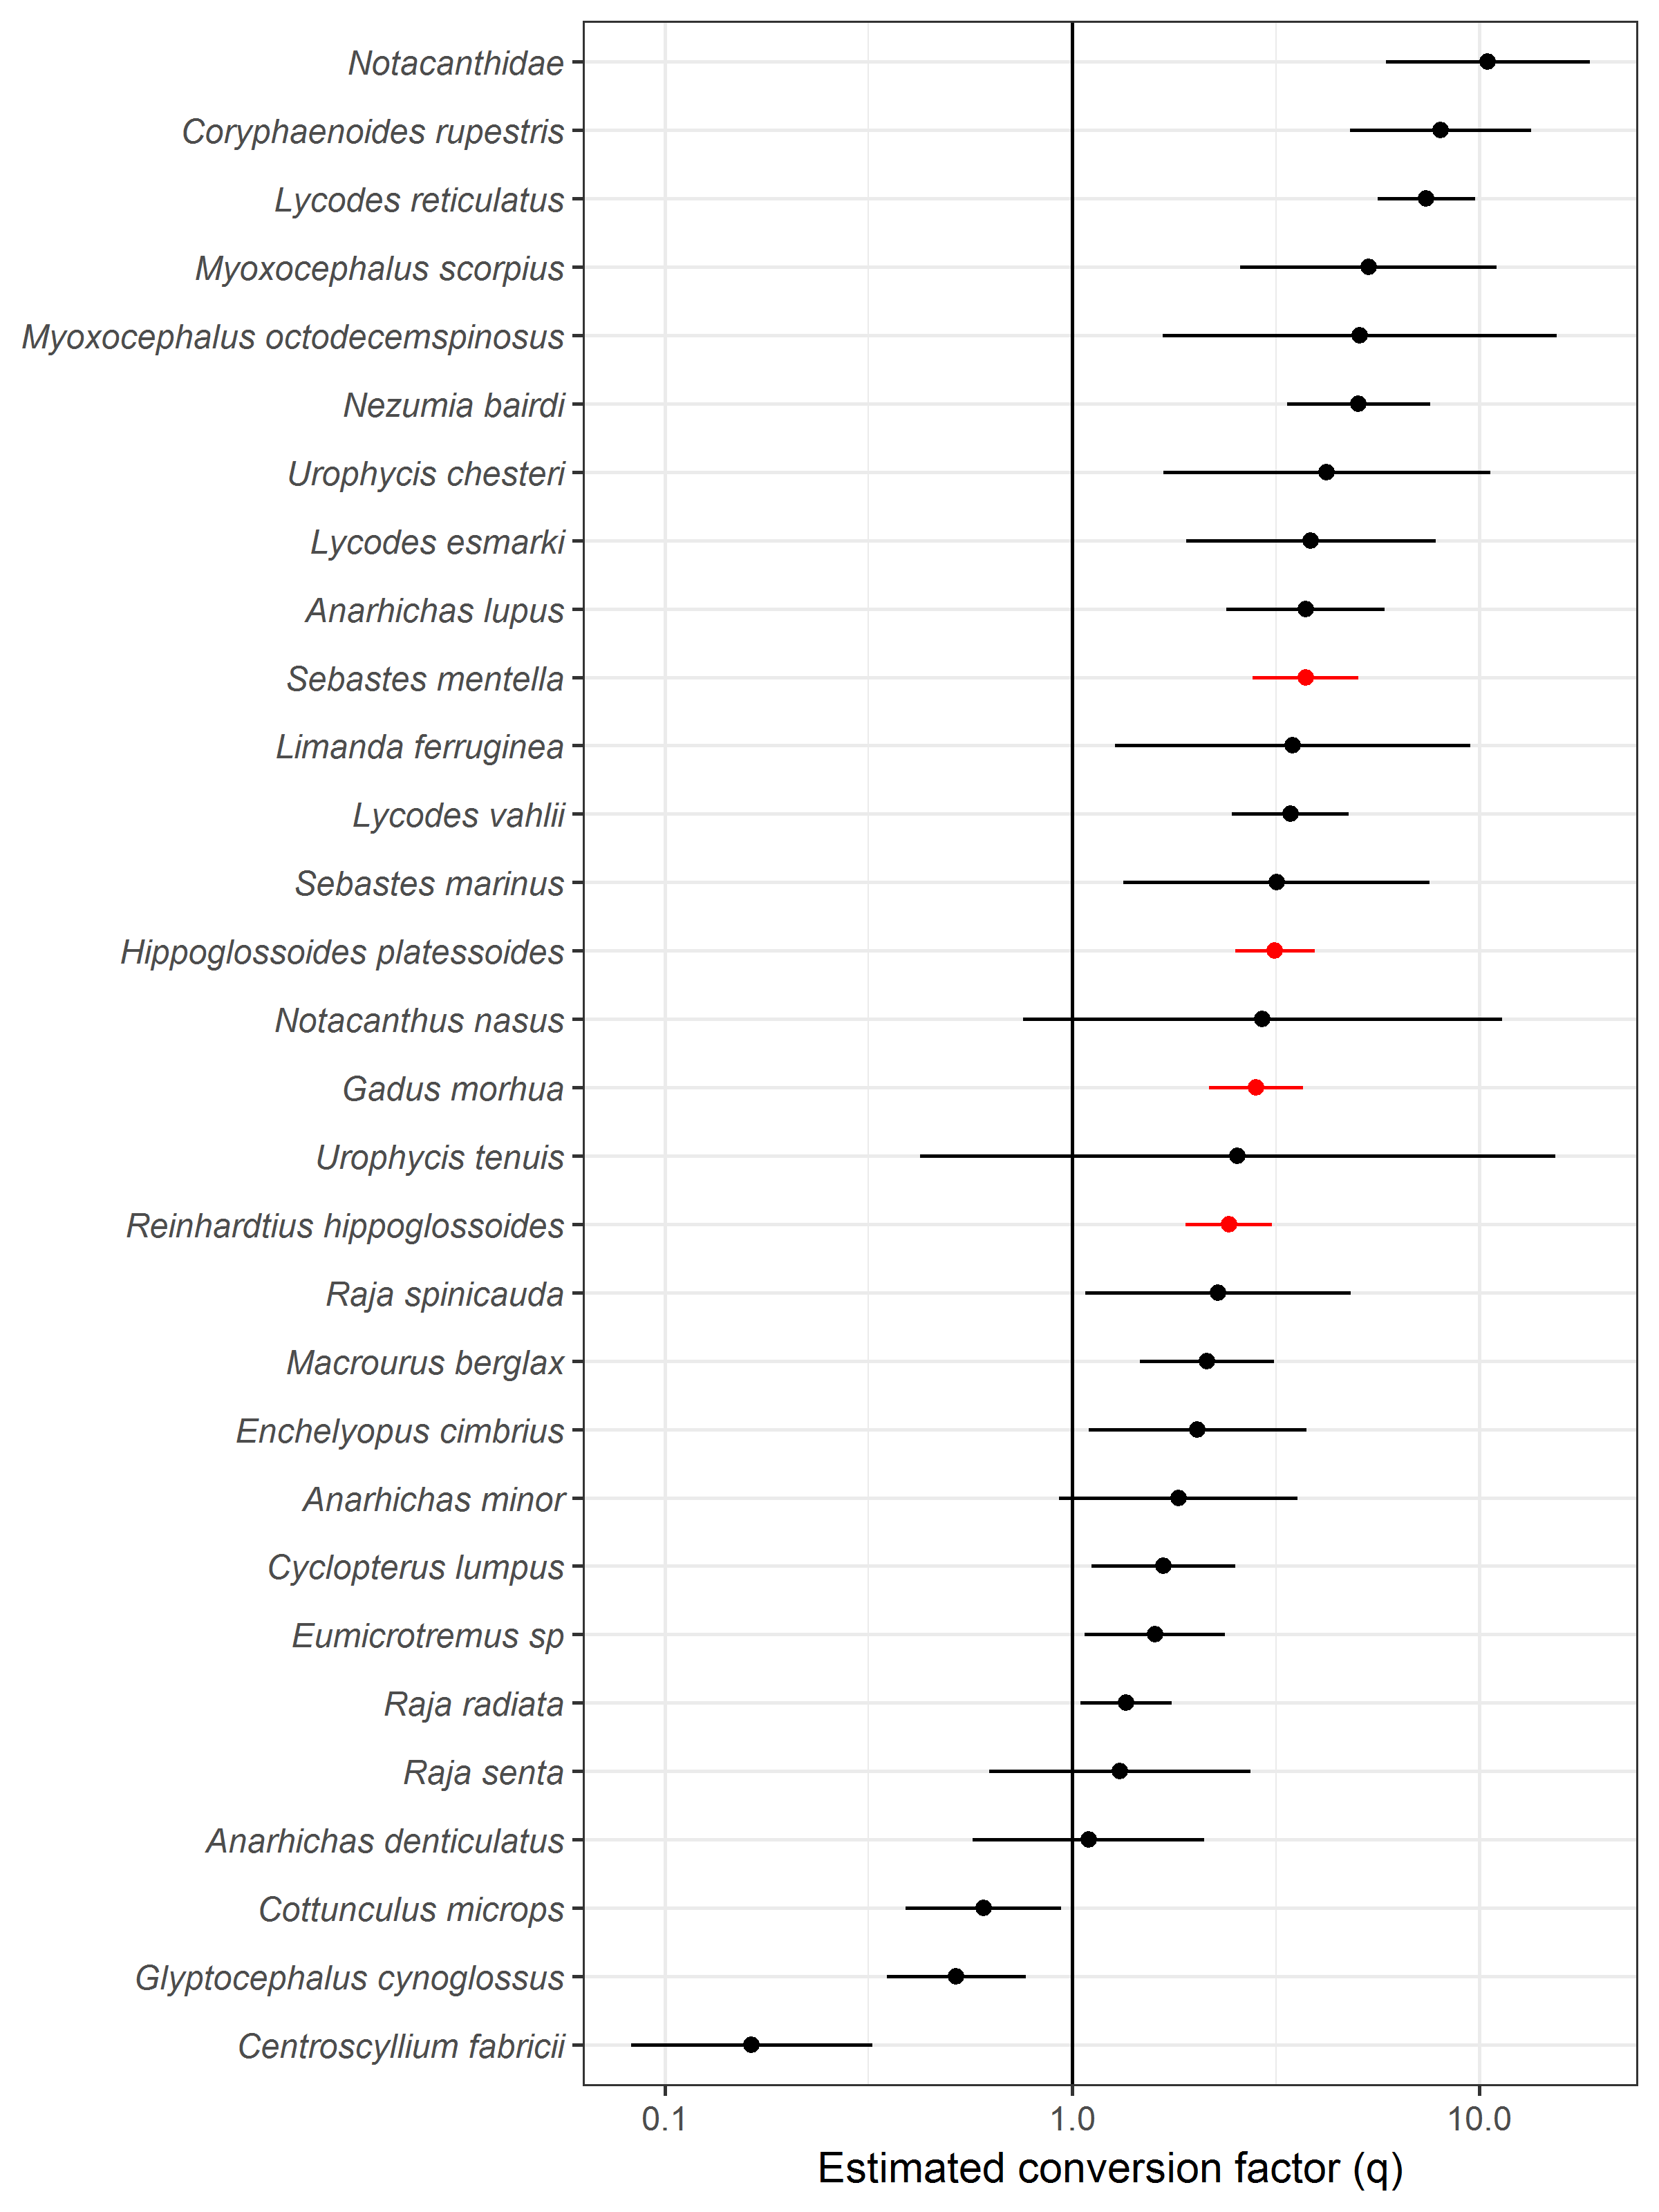 Notacanthidae
Coryphaenoides rupestris
Lycodes reticulatus
Myoxocephalus scorpius
Myoxocephalus octodecemspinosus
Nezumia bairdi
Urophycis chesteri
Lycodes esmarki
Anarhichas lupus
Sebastes mentella
Limanda ferruginea
Lycodes vahlii
Sebastes marinus
Hippoglossoides platessoides
Notacanthus nasus
Gadus morhua
Urophycis tenuis
Reinhardtius hippoglossoides
Raja spinicauda
Macrourus berglax
Enchelyopus cimbrius
Anarhichas minor
Cyclopterus lumpus
Eumicrotremus sp
Raja radiata
Raja senta
Anarhichas denticulatus
Cottunculus microps
Glyptocephalus cynoglossus
Centroscyllium fabricii
0.1 1.0 10.0
Estimated conversion factor (q)